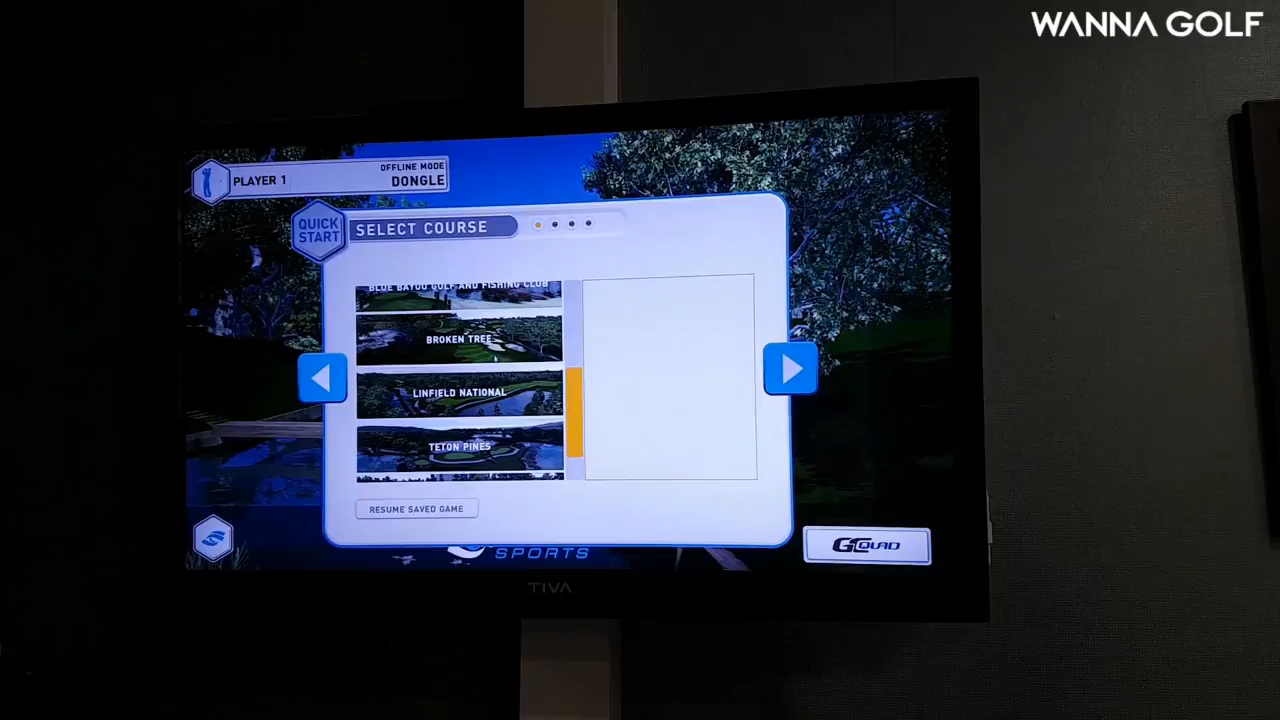 WANNA GOLF
OFFLINE MODE
PLAYER 1
DONGLE
QUICK
START
SELECT COURSE
BLUE BAYOU GOLF AND FISHING CLUB
BROKEN TREE
LINFIELD NATIONAL
TETON PINES
RESUME SAVED GAME
GCQUAD
SPORTS
TIVA